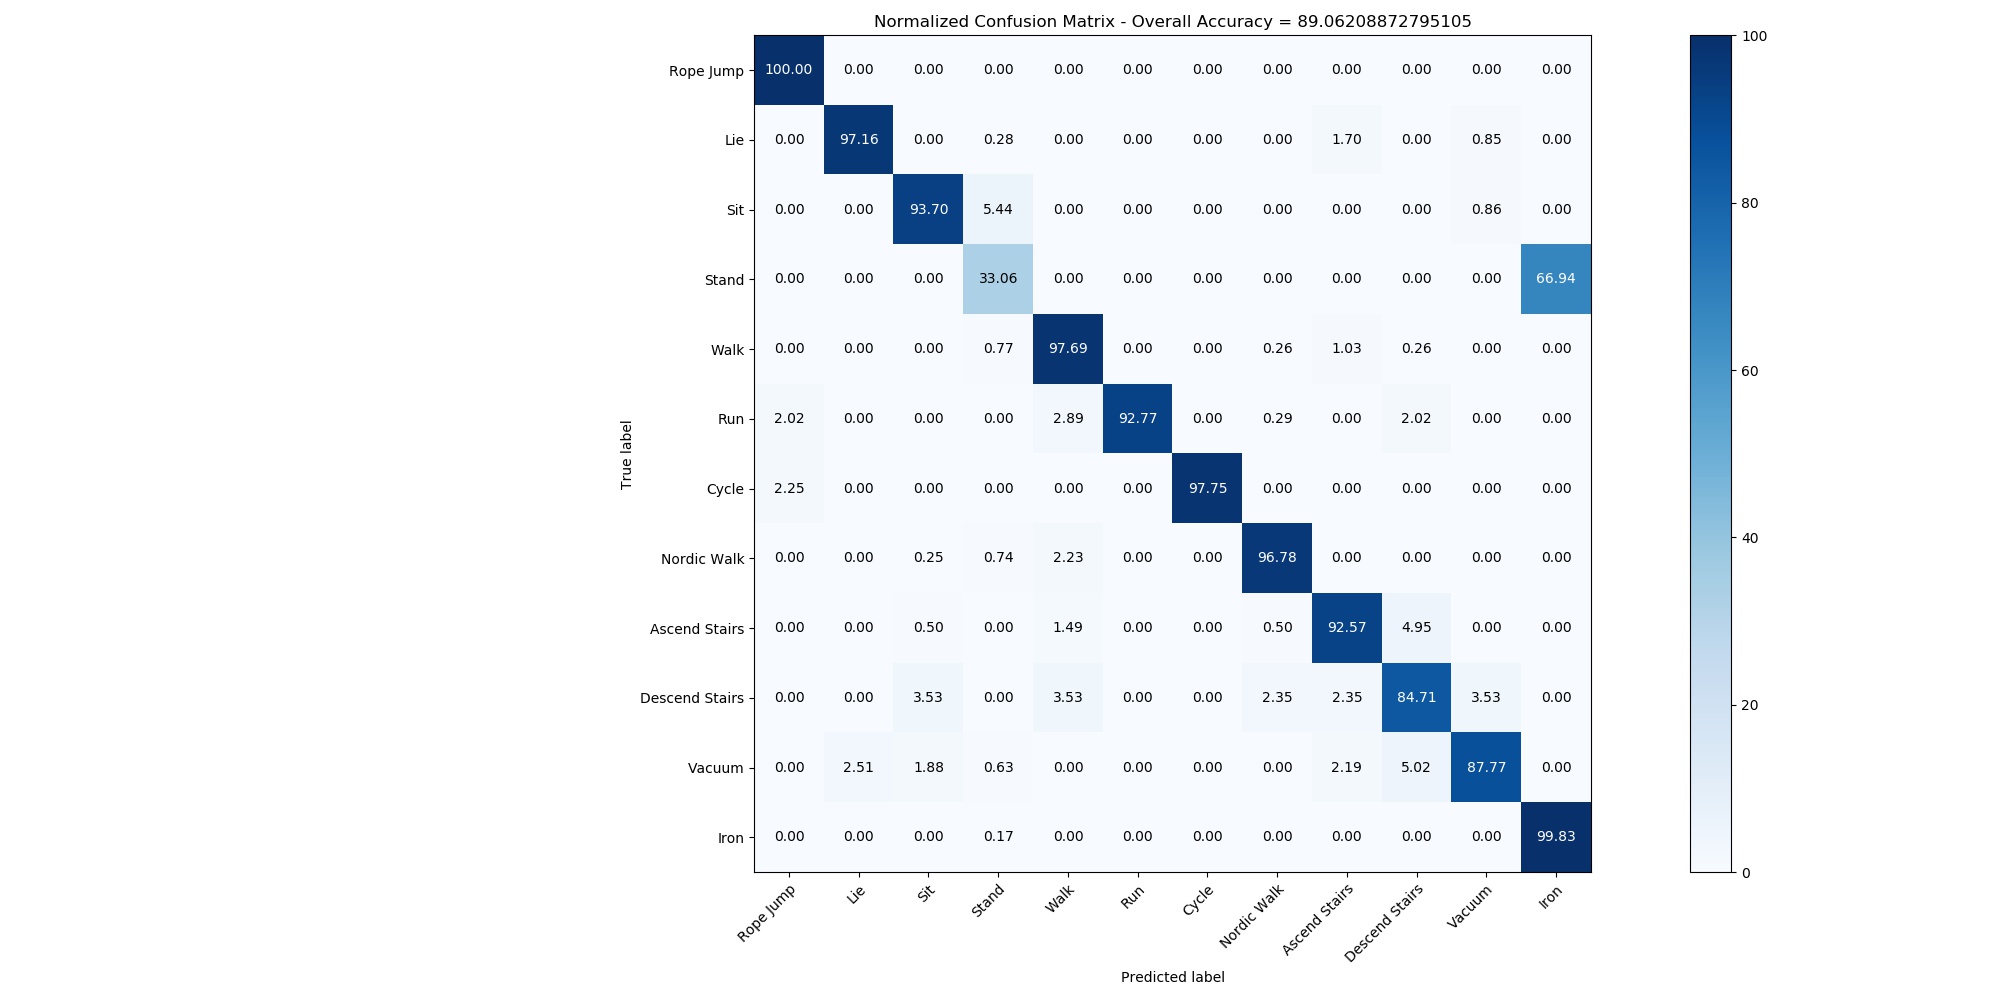 Normalized Confusion Matrix - Overall Accuracy = 89.06208872795105
Rope Jump 100.00 0.00 0.00 0.00 0.00 0.00 0.00 0.00 0.00 0.00 0.00 0.00
Lie 0.00 97.16 0.00 0.28 0.00 0.00 0.00 0.00 1.70 0.00 0.85 0.00
Sit 0.00 0.00 93.70 5.44 0.00 0.00 0.00 0.00 0.00 0.00 0.86 0.00
Stand 0.00 0.00 0.00 33.06 0.00 0.00 0.00 0.00 0.00 0.00 0.00 66.94
Walk 0.00 0.00 0.00 0.77 97.69 0.00 0.00 0.26 1.03 0.26 0.00 0.00
Run 2.02 0.00 0.00 0.00 2.89 92.77 0.00 0.29 0.00 2.02 0.00 0.00
Cycle 2.25 0.00 0.00 0.00 0.00 0.00 97.75 0.00 0.00 0.00 0.00 0.00
Nordic Walk 0.00 0.00 0.25 0.74 2.23 0.00 0.00 96.78 0.00 0.00 0.00 0.00
Ascend Stairs 0.00 0.00 0.50 0.00 1.49 0.00 0.00 0.50 92.57 4.95 0.00 0.00
Descend Stairs 0.00 0.00 3.53 0.00 3.53 0.00 0.00 2.35 2.35 84.71 3.53 0.00
Vacuum 0.00 2.51 1.88 0.63 0.00 0.00 0.00 0.00 2.19 5.02 87.77 0.00
Iron 0.00 0.00 0.00 0.17 0.00 0.00 0.00 0.00 0.00 0.00 0.00 99.83
True label
Rope Jump Lie Sit Stand Walk Run Cycle Nordic Walk Ascend Stairs Descend Stairs Vacuum Iron
Predicted label
100
80
60
40
20
0